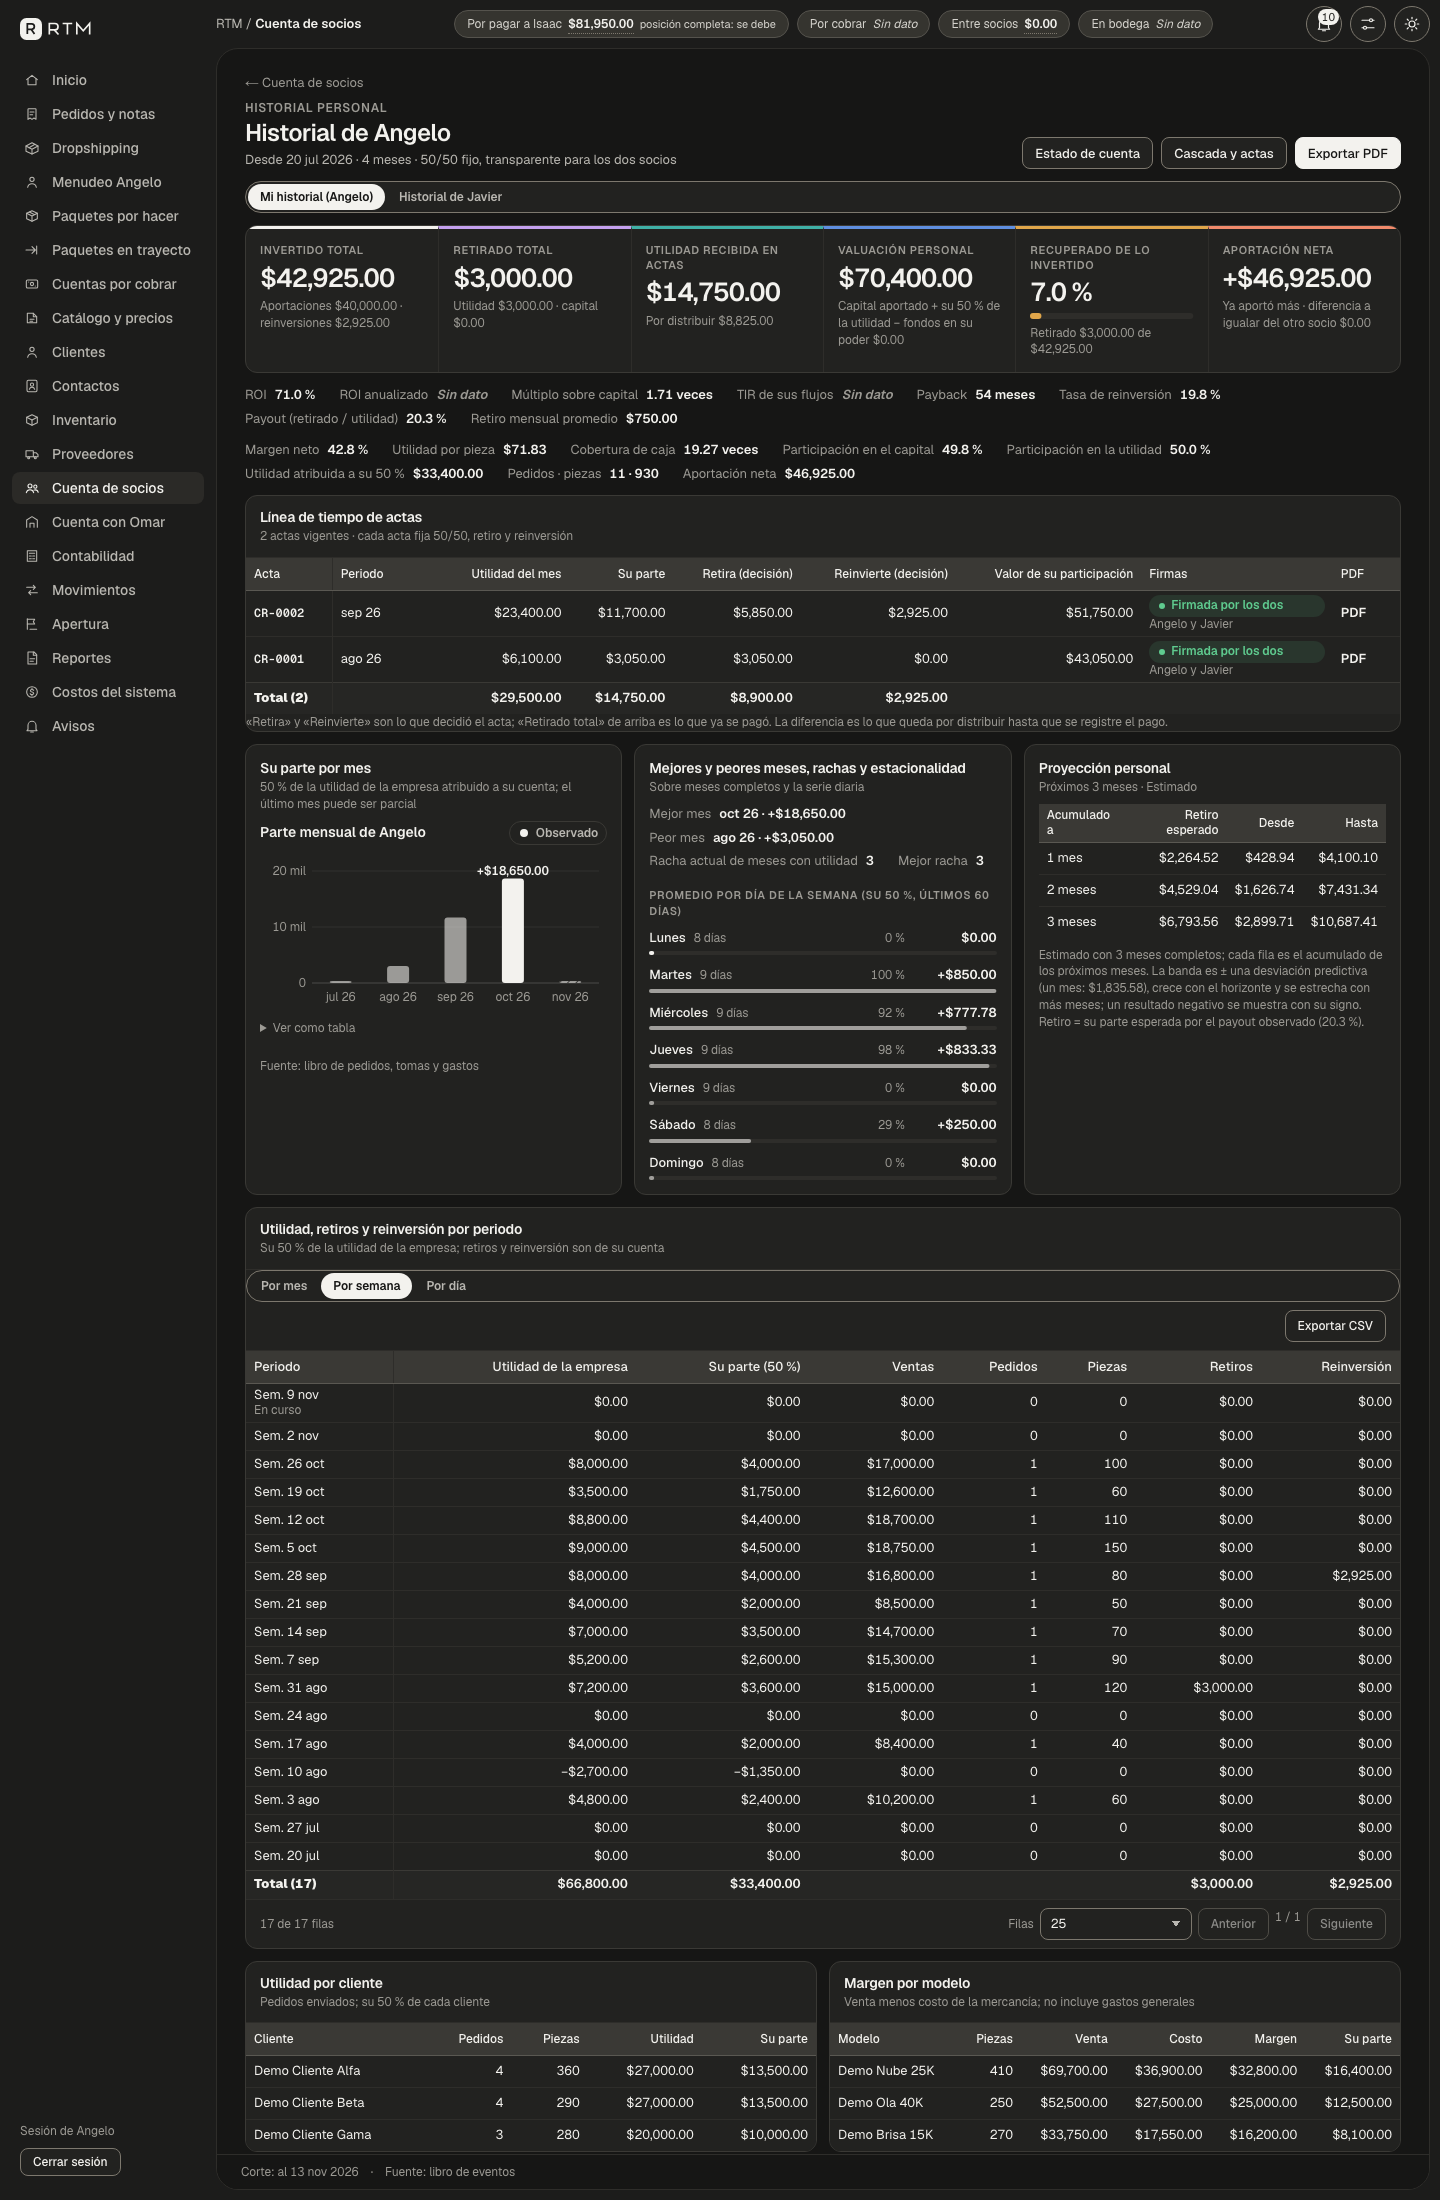 R RTM
RTM / Cuenta de socios
Por pagar a Isaac $81,950.00 posición completa: se debe
Por cobrar Sin dato
Entre socios $0.00
En bodega Sin dato
10
Inicio
Pedidos y notas
Dropshipping
Menudeo Angelo
Paquetes por hacer
Paquetes en trayecto
Cuentas por cobrar
Catálogo y precios
Clientes
Contactos
Inventario
Proveedores
Cuenta de socios
Cuenta con Omar
Contabilidad
Movimientos
Apertura
Reportes
Costos del sistema
Avisos
Sesión de Angelo
Cerrar sesión
← Cuenta de socios
HISTORIAL PERSONAL
Historial de Angelo
Desde 20 jul 2026 · 4 meses · 50/50 fijo, transparente para los dos socios
Estado de cuenta
Cascada y actas
Exportar PDF
Mi historial (Angelo)
Historial de Javier
INVERTIDO TOTAL
$42,925.00
Aportaciones $40,000.00 ·
reinversiones $2,925.00
RETIRADO TOTAL
$3,000.00
Utilidad $3,000.00 · capital
$0.00
UTILIDAD RECIBIDA EN
ACTAS
$14,750.00
Por distribuir $8,825.00
VALUACIÓN PERSONAL
$70,400.00
Capital aportado + su 50 % de
la utilidad − fondos en su
poder $0.00
RECUPERADO DE LO
INVERTIDO
7.0 %
Retirado $3,000.00 de
$42,925.00
APORTACIÓN NETA
+$46,925.00
Ya aportó más · diferencia a
igualar del otro socio $0.00
ROI 71.0 % ROI anualizado Sin dato Múltiplo sobre capital 1.71 veces TIR de sus flujos Sin dato Payback 54 meses Tasa de reinversión 19.8 %
Payout (retirado / utilidad) 20.3 % Retiro mensual promedio $750.00
Margen neto 42.8 % Utilidad por pieza $71.83 Cobertura de caja 19.27 veces Participación en el capital 49.8 % Participación en la utilidad 50.0 %
Utilidad atribuida a su 50 % $33,400.00 Pedidos · piezas 11 · 930 Aportación neta $46,925.00
Línea de tiempo de actas
2 actas vigentes · cada acta fija 50/50, retiro y reinversión
Acta Periodo Utilidad del mes Su parte Retira (decisión) Reinvierte (decisión) Valor de su participación Firmas PDF
CR-0002 sep 26 $23,400.00 $11,700.00 $5,850.00 $2,925.00 $51,750.00 Firmada por los dos PDF
Angelo y Javier
CR-0001 ago 26 $6,100.00 $3,050.00 $3,050.00 $0.00 $43,050.00 Firmada por los dos PDF
Angelo y Javier
Total (2) $29,500.00 $14,750.00 $8,900.00 $2,925.00
«Retira» y «Reinvierte» son lo que decidió el acta; «Retirado total» de arriba es lo que ya se pagó. La diferencia es lo que queda por distribuir hasta que se registre el pago.
Su parte por mes
50 % de la utilidad de la empresa atribuido a su cuenta; el
último mes puede ser parcial
Parte mensual de Angelo
Observado
20 mil
+$18,650.00
10 mil
0
jul 26 ago 26 sep 26 oct 26 nov 26
Ver como tabla
Fuente: libro de pedidos, tomas y gastos
Mejores y peores meses, rachas y estacionalidad
Sobre meses completos y la serie diaria
Mejor mes oct 26 · +$18,650.00
Peor mes ago 26 · +$3,050.00
Racha actual de meses con utilidad 3 Mejor racha 3
PROMEDIO POR DÍA DE LA SEMANA (SU 50 %, ÚLTIMOS 60
DÍAS)
Lunes 8 días 0 % $0.00
Martes 9 días 100 % +$850.00
Miércoles 9 días 92 % +$777.78
Jueves 9 días 98 % +$833.33
Viernes 9 días 0 % $0.00
Sábado 8 días 29 % +$250.00
Domingo 8 días 0 % $0.00
Proyección personal
Próximos 3 meses · Estimado
Acumulado
a
Retiro
esperado
Desde Hasta
1 mes $2,264.52 $428.94 $4,100.10
2 meses $4,529.04 $1,626.74 $7,431.34
3 meses $6,793.56 $2,899.71 $10,687.41
Estimado con 3 meses completos; cada fila es el acumulado de
los próximos meses. La banda es ± una desviación predictiva
(un mes: $1,835.58), crece con el horizonte y se estrecha con
más meses; un resultado negativo se muestra con su signo.
Retiro = su parte esperada por el payout observado (20.3 %).
Utilidad, retiros y reinversión por periodo
Su 50 % de la utilidad de la empresa; retiros y reinversión son de su cuenta
Por mes Por semana Por día
Exportar CSV
Periodo Utilidad de la empresa Su parte (50 %) Ventas Pedidos Piezas Retiros Reinversión
Sem. 9 nov $0.00 $0.00 $0.00 0 0 $0.00 $0.00
En curso
Sem. 2 nov $0.00 $0.00 $0.00 0 0 $0.00 $0.00
Sem. 26 oct $8,000.00 $4,000.00 $17,000.00 1 100 $0.00 $0.00
Sem. 19 oct $3,500.00 $1,750.00 $12,600.00 1 60 $0.00 $0.00
Sem. 12 oct $8,800.00 $4,400.00 $18,700.00 1 110 $0.00 $0.00
Sem. 5 oct $9,000.00 $4,500.00 $18,750.00 1 150 $0.00 $0.00
Sem. 28 sep $8,000.00 $4,000.00 $16,800.00 1 80 $0.00 $2,925.00
Sem. 21 sep $4,000.00 $2,000.00 $8,500.00 1 50 $0.00 $0.00
Sem. 14 sep $7,000.00 $3,500.00 $14,700.00 1 70 $0.00 $0.00
Sem. 7 sep $5,200.00 $2,600.00 $15,300.00 1 90 $0.00 $0.00
Sem. 31 ago $7,200.00 $3,600.00 $15,000.00 1 120 $3,000.00 $0.00
Sem. 24 ago $0.00 $0.00 $0.00 0 0 $0.00 $0.00
Sem. 17 ago $4,000.00 $2,000.00 $8,400.00 1 40 $0.00 $0.00
Sem. 10 ago −$2,700.00 −$1,350.00 $0.00 0 0 $0.00 $0.00
Sem. 3 ago $4,800.00 $2,400.00 $10,200.00 1 60 $0.00 $0.00
Sem. 27 jul $0.00 $0.00 $0.00 0 0 $0.00 $0.00
Sem. 20 jul $0.00 $0.00 $0.00 0 0 $0.00 $0.00
Total (17) $66,800.00 $33,400.00 $3,000.00 $2,925.00
17 de 17 filas
Filas 25 Anterior 1 / 1 Siguiente
Utilidad por cliente
Pedidos enviados; su 50 % de cada cliente
Cliente Pedidos Piezas Utilidad Su parte
Demo Cliente Alfa 4 360 $27,000.00 $13,500.00
Demo Cliente Beta 4 290 $27,000.00 $13,500.00
Demo Cliente Gama 3 280 $20,000.00 $10,000.00
Margen por modelo
Venta menos costo de la mercancía; no incluye gastos generales
Modelo Piezas Venta Costo Margen Su parte
Demo Nube 25K 410 $69,700.00 $36,900.00 $32,800.00 $16,400.00
Demo Ola 40K 250 $52,500.00 $27,500.00 $25,000.00 $12,500.00
Demo Brisa 15K 270 $33,750.00 $17,550.00 $16,200.00 $8,100.00
Corte: al 13 nov 2026 · Fuente: libro de eventos